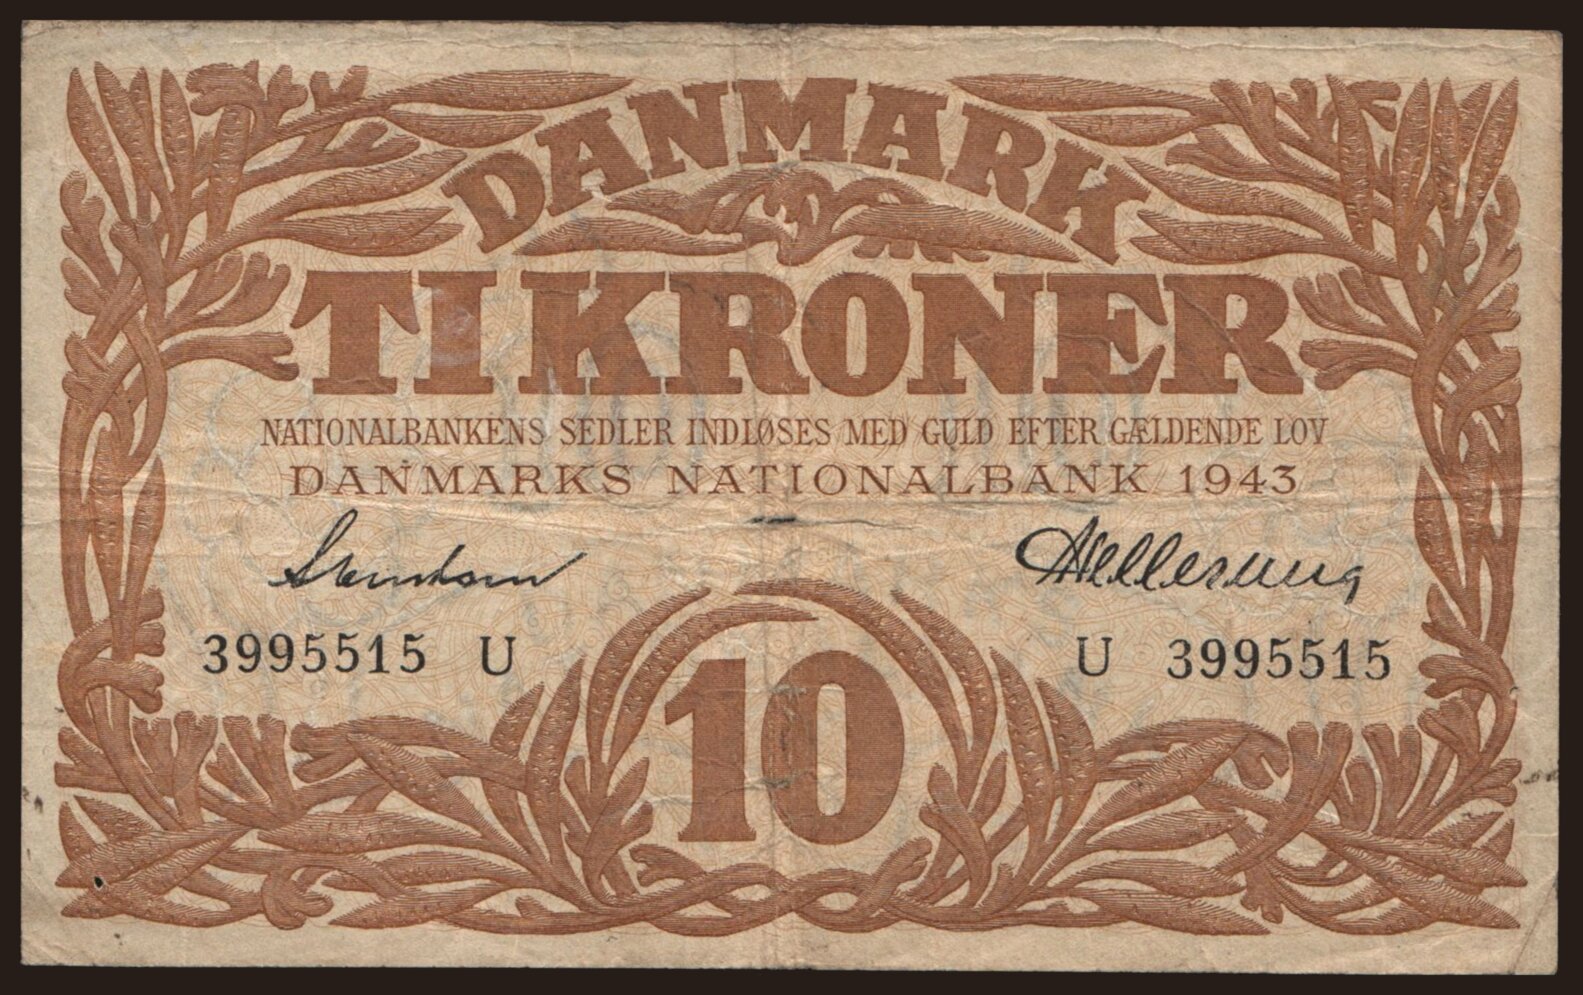 DANMARK
TI KRONER
NATIONALBANKENS SEDLER INDLØSES MED GULD EFTER GÆLDENDE LOV
DANMARKS NATIONALBANK 1943
3995515 U U 3995515
10